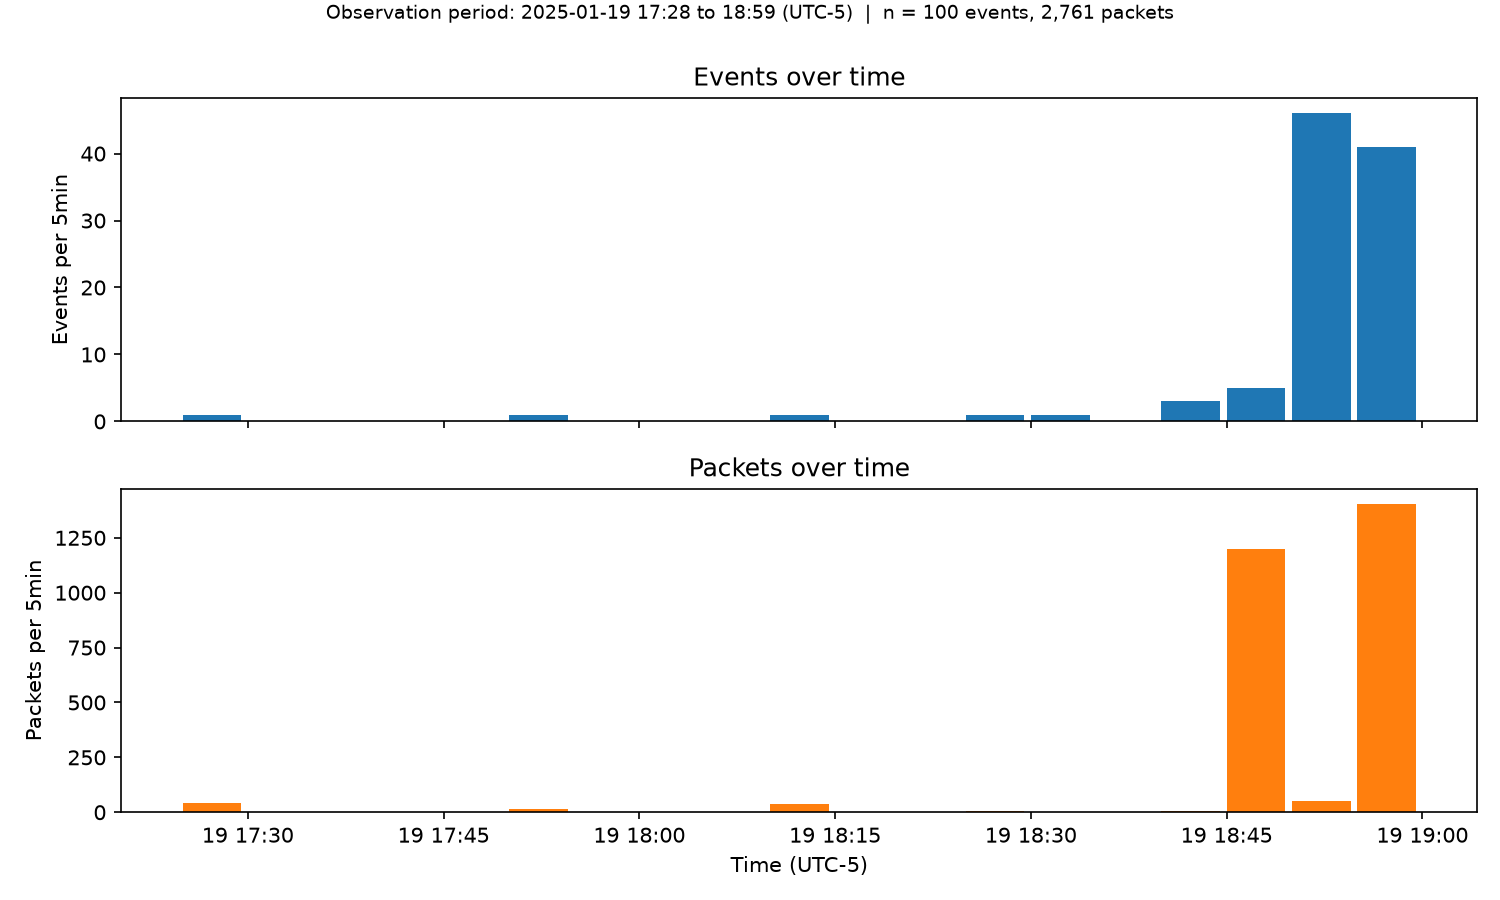 Observation period: 2025-01-19 17:28 to 18:59 (UTC-5)  |  n = 100 events, 2,761 packets
Events over time
Events per 5min
40
30
20
10
0
Packets over time
Packets per 5min
1250
1000
750
500
250
0
19 17:30 19 17:45 19 18:00 19 18:15 19 18:30 19 18:45 19 19:00
Time (UTC-5)